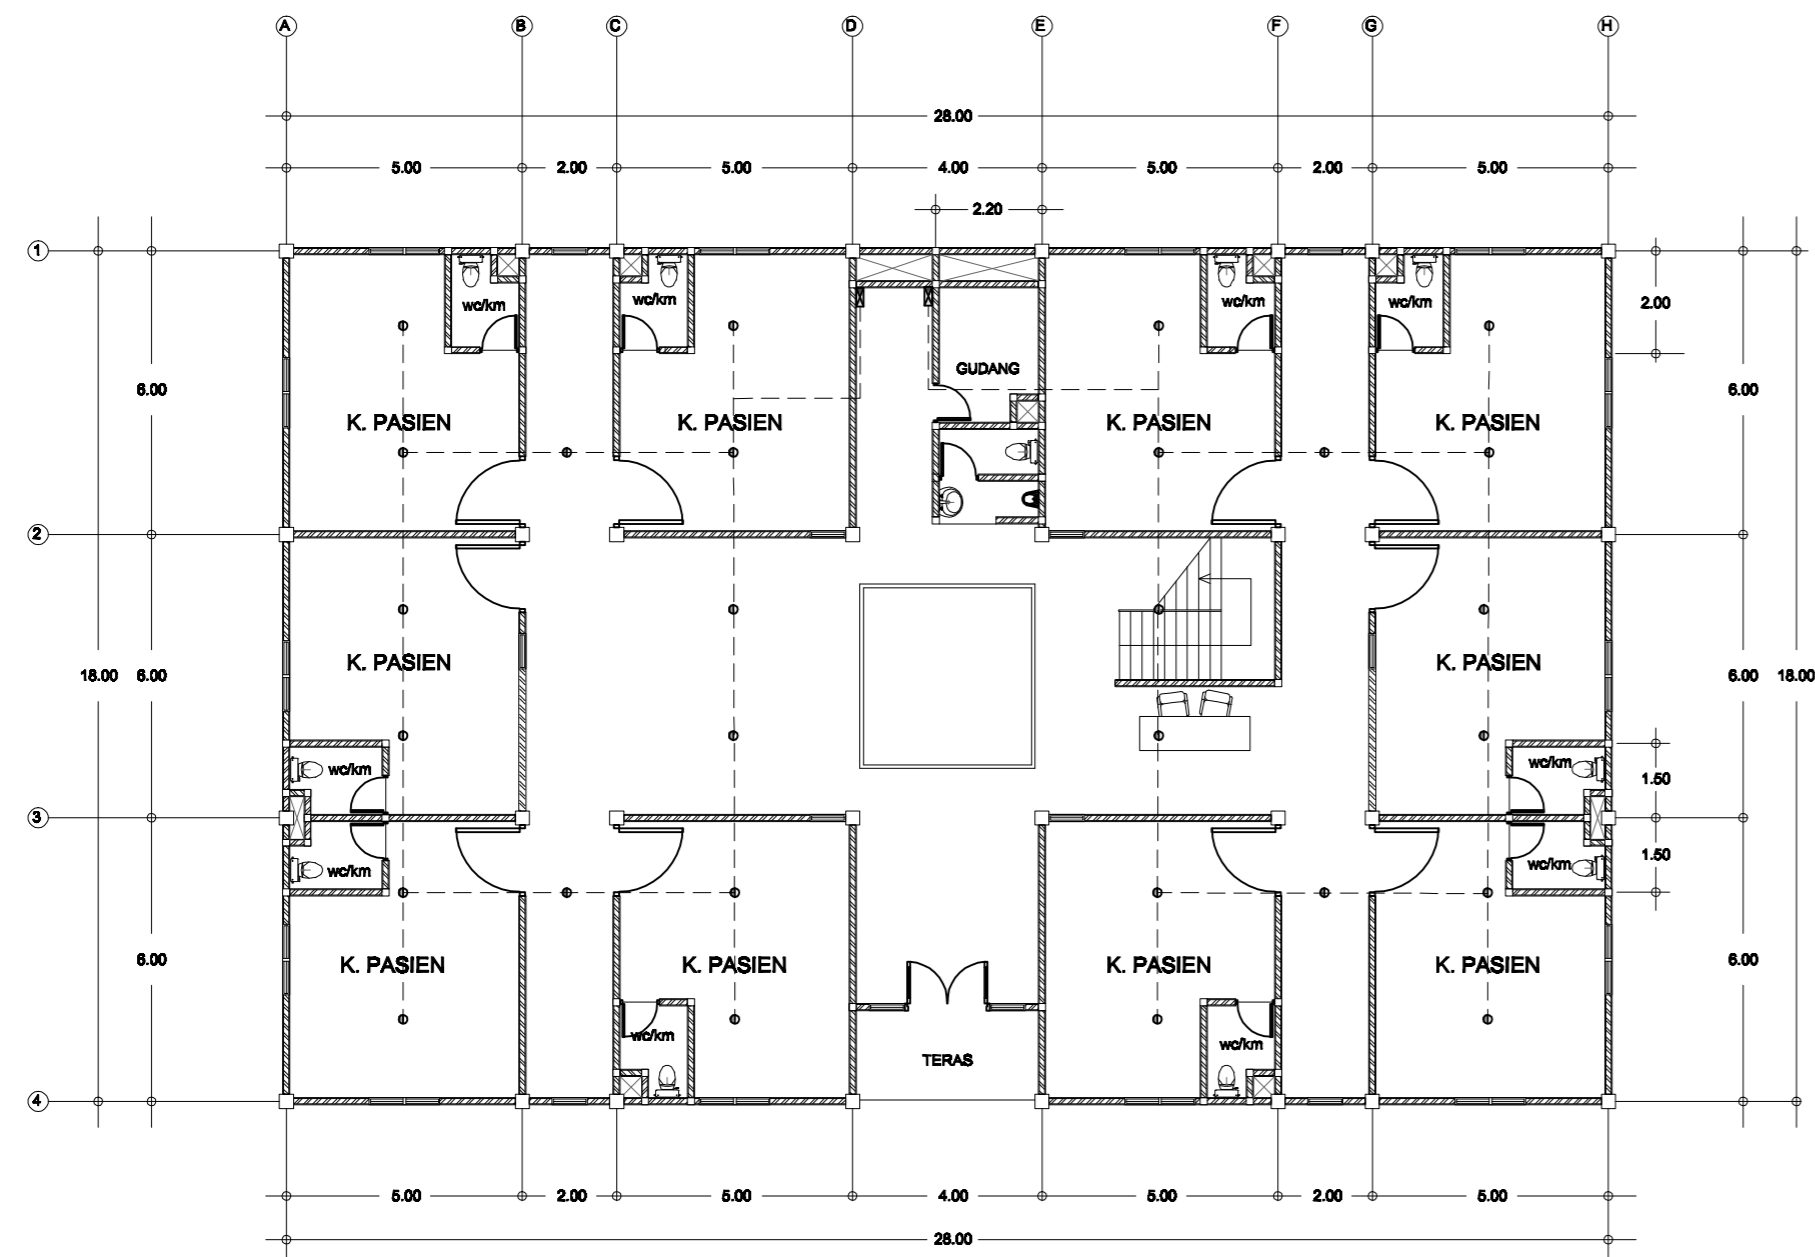 A B C D E F G H
28.00
5.00 2.00 5.00 4.00 5.00 2.00 5.00
2.20
1
wc/km wc/km wc/km wc/km
2.00
GUDANG
6.00 6.00
K. PASIEN K. PASIEN K. PASIEN K. PASIEN
2
K. PASIEN K. PASIEN
18.00 6.00 6.00 18.00
wc/km wc/km
1.50
3
wc/km wc/km
1.50
6.00 K. PASIEN K. PASIEN K. PASIEN K. PASIEN 6.00
wc/km wc/km
TERAS
4
5.00 2.00 5.00 4.00 5.00 2.00 5.00
28.00